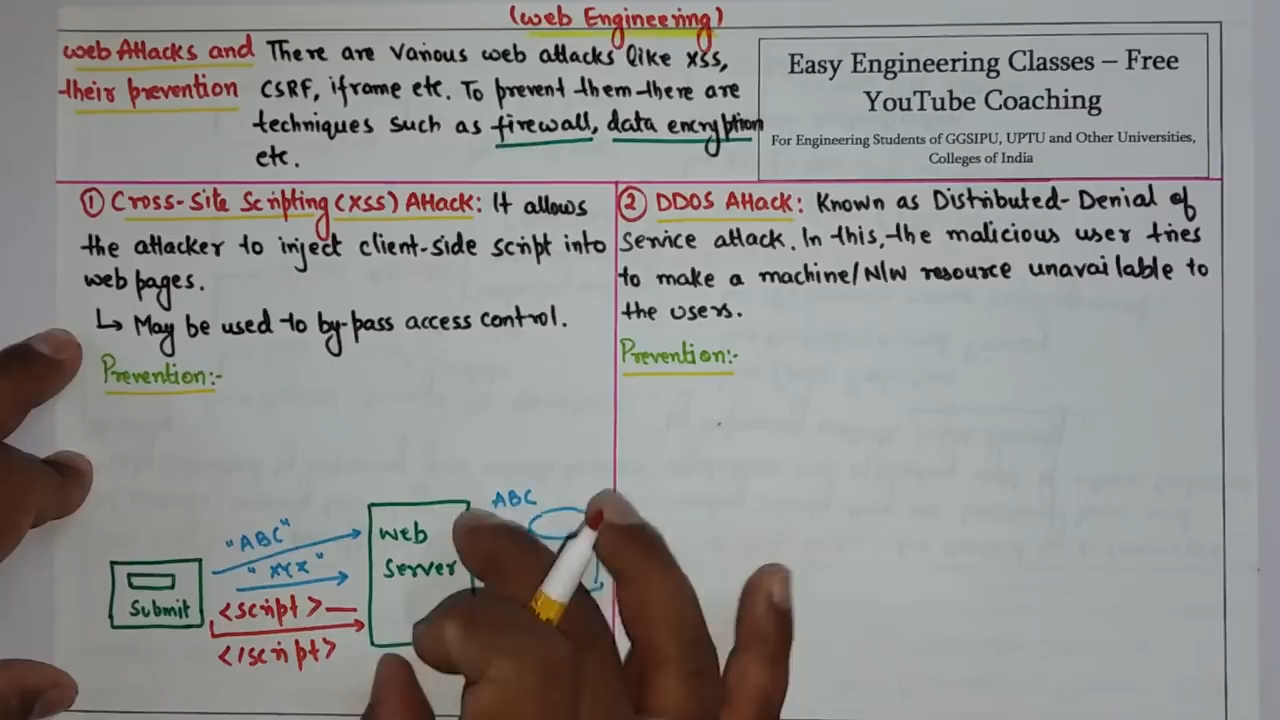 (Web Engineering)
Web Attacks and
their prevention
There are various web attacks like XSS,
CSRF, iframe etc. To prevent them there are
techniques such as firewall, data encryption
etc.
Easy Engineering Classes – Free
YouTube Coaching
For Engineering Students of GGSIPU, UPTU and Other Universities,
Colleges of India
① Cross-Site Scripting (XSS) Attack: It allows
the attacker to inject client-side script into
web pages.
↳ May be used to by-pass access control.
Prevention:-
"ABC"
"XYZ"
<script>
</script>
Submit
Web
Server
ABC
② DDOS Attack: Known as Distributed-Denial of
Service attack. In this, the malicious user tries
to make a machine/N/W resource unavailable to
the users.
Prevention:-